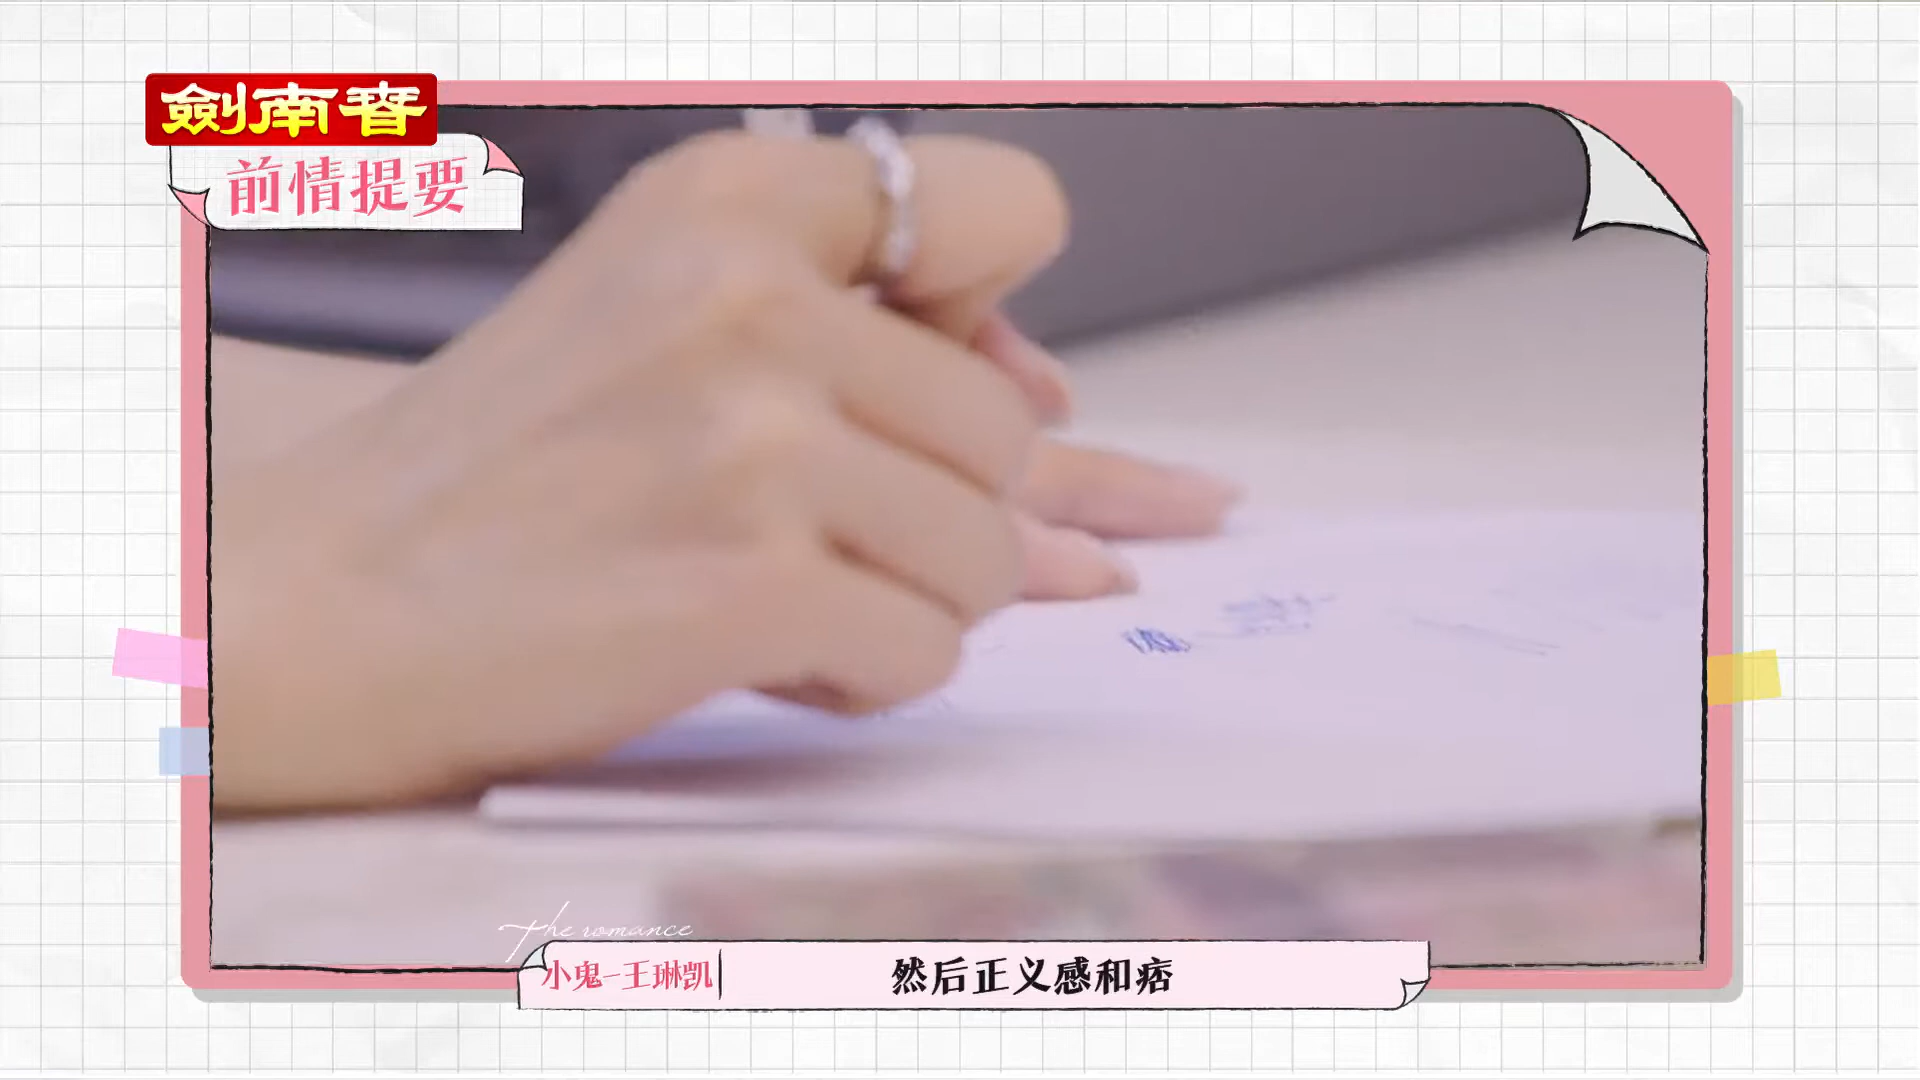 劍南春
前情提要
The romance
小鬼-王琳凯
然后正义感和痞